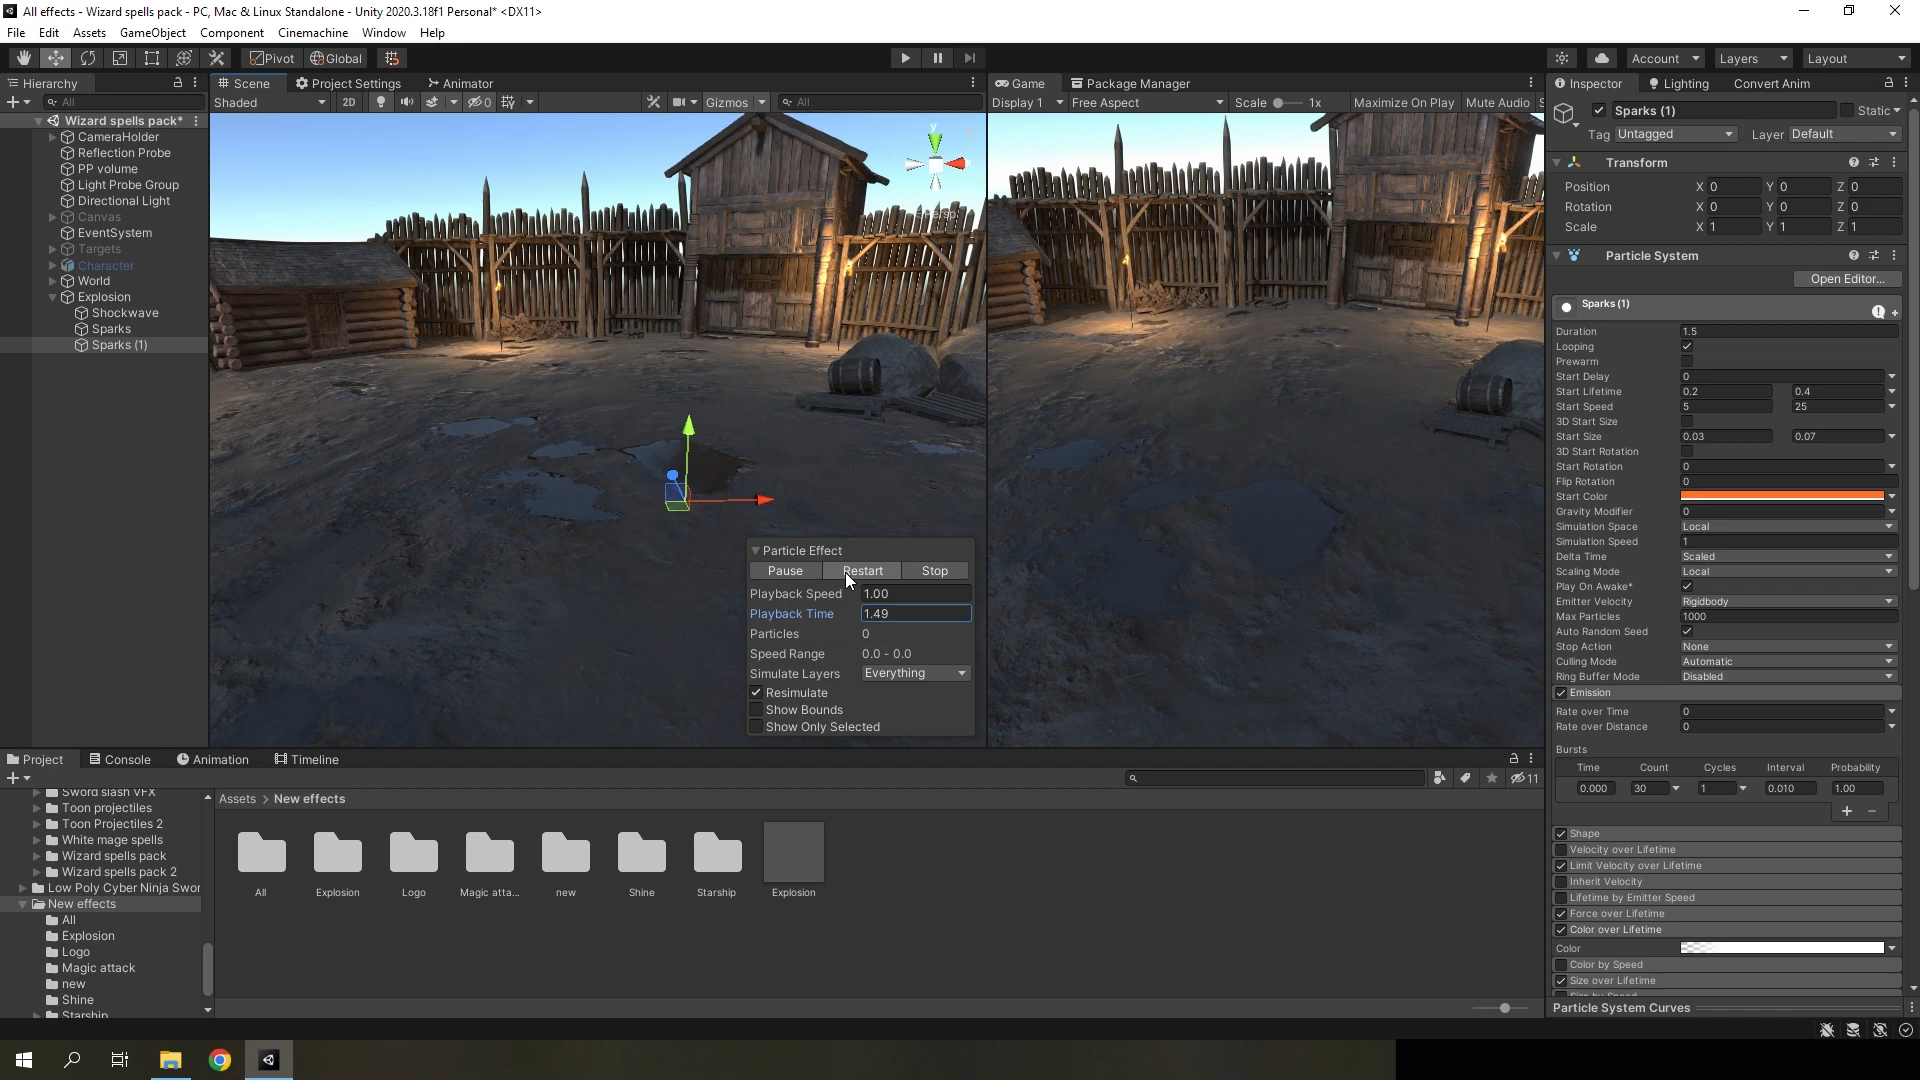 All effects - Wizard spells pack - PC, Mac & Linux Standalone - Unity 2020.3.18f1 Personal* <DX11>
File Edit Assets GameObject Component Cinemachine Window Help
Pivot Global Account Layers Layout
Hierarchy Scene Project Settings Animator Game Package Manager Inspector Lighting Convert Anim
All Shaded 2D 0 Gizmos All Display 1 Free Aspect Scale 1x Maximize On Play Mute Audio S
Wizard spells pack*
CameraHolder
Reflection Probe
PP volume
Light Probe Group
Directional Light
Canvas
EventSystem
Targets
Character
World
Explosion
Shockwave
Sparks
Sparks (1)
y
x
Persp
Particle Effect
Pause Restart Stop
Playback Speed 1.00
Playback Time 1.49
Particles 0
Speed Range 0.0 - 0.0
Simulate Layers Everything
Resimulate
Show Bounds
Show Only Selected
Sparks (1) Static
Tag Untagged Layer Default
Transform
Position X 0 Y 0 Z 0
Rotation X 0 Y 0 Z 0
Scale X 1 Y 1 Z 1
Particle System
Open Editor...
Sparks (1)
Duration 1.5
Looping
Prewarm
Start Delay 0
Start Lifetime 0.2 0.4
Start Speed 5 25
3D Start Size
Start Size 0.03 0.07
3D Start Rotation
Start Rotation 0
Flip Rotation 0
Start Color
Gravity Modifier 0
Simulation Space Local
Simulation Speed 1
Delta Time Scaled
Scaling Mode Local
Play On Awake*
Emitter Velocity Rigidbody
Max Particles 1000
Auto Random Seed
Stop Action None
Culling Mode Automatic
Ring Buffer Mode Disabled
Emission
Rate over Time 0
Rate over Distance 0
Bursts
Time Count Cycles Interval Probability
0.000 30 1 0.010 1.00
Shape
Velocity over Lifetime
Limit Velocity over Lifetime
Inherit Velocity
Lifetime by Emitter Speed
Force over Lifetime
Color over Lifetime
Color
Color by Speed
Size over Lifetime
Size by Speed
Particle System Curves
Project Console Animation Timeline
11
Sword slash VFX
Toon projectiles
Toon Projectiles 2
White mage spells
Wizard spells pack
Wizard spells pack 2
Low Poly Cyber Ninja Swor
New effects
All
Explosion
Logo
Magic attack
new
Shine
Starship
Assets > New effects
All Explosion Logo Magic atta... new Shine Starship Explosion